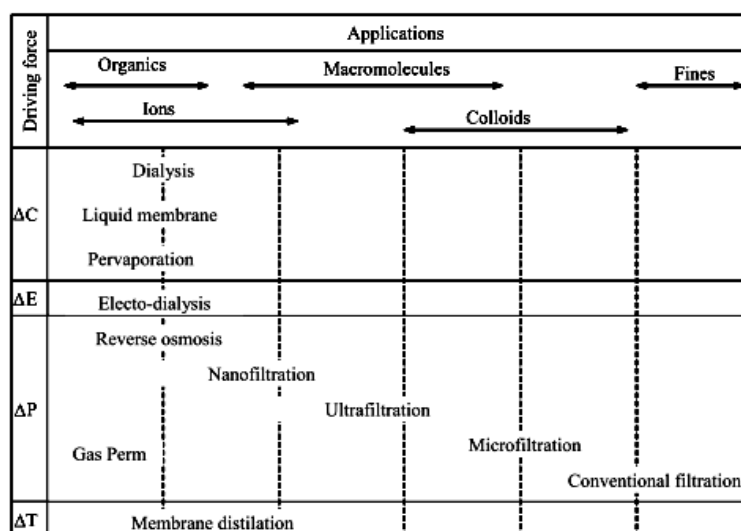 Driving force
Applications
Organics
Macromolecules
Fines
Ions
Colloids
Dialysis
ΔC
Liquid membrane
Pervaporation
ΔE
Electo-dialysis
Reverse osmosis
Nanofiltration
ΔP
Ultrafiltration
Microfiltration
Gas Perm
Conventional filtration
ΔT
Membrane distilation